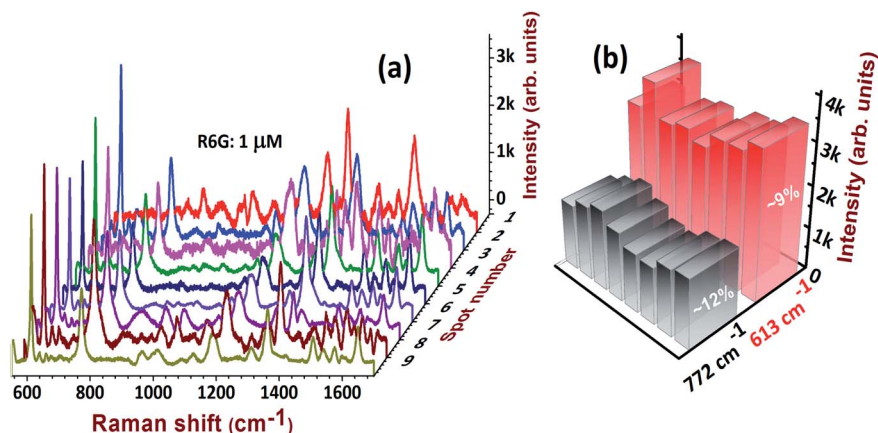 (a)
R6G: 1 µM
3k
2k
1k
0
Intensity (arb. units)
1
2
3
4
5
6
7
8
9
Spot number
600 800 1000 1200 1400 1600
Raman shift (cm-1)
(b)
4k
3k
2k
1k
0
Intensity (arb. units)
~9%
~12%
613 cm-1
772 cm-1